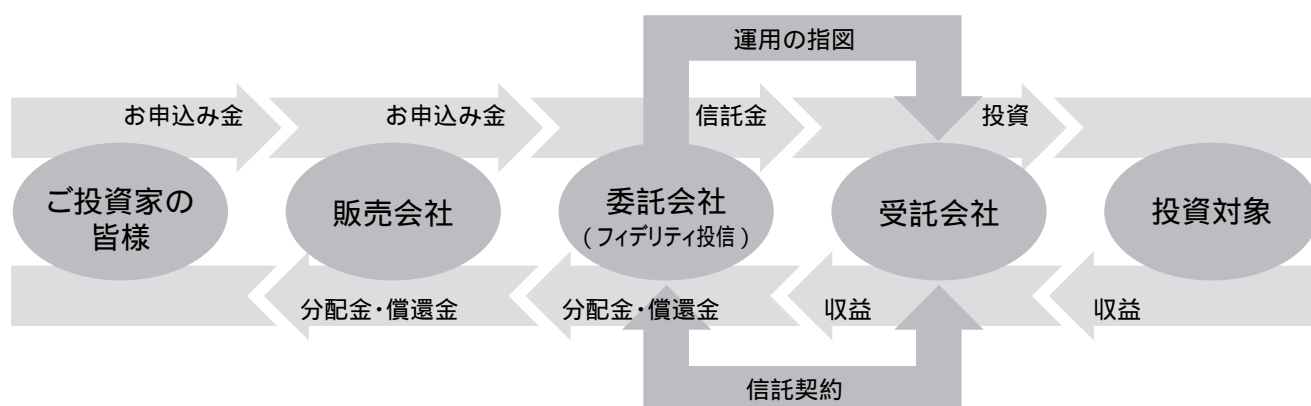 運用の指図
お申込み金
お申込み金
信託金
投資
ご投資家の
皆様
販売会社
委託会社
(フィデリティ投信)
受託会社
投資対象
分配金・償還金
分配金・償還金
収益
収益
信託契約